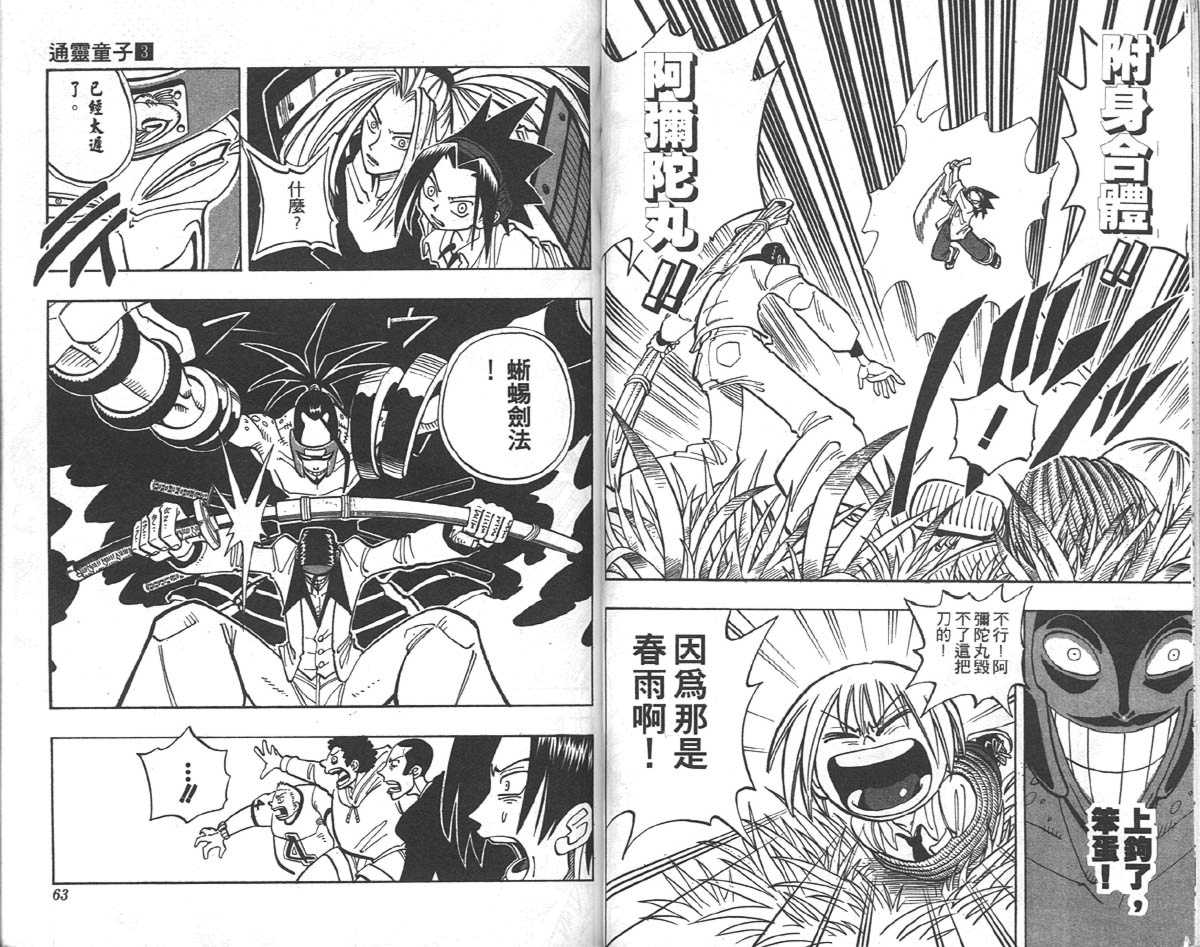 附身合體!!
阿彌陀丸!!
!
上鉤了,
笨蛋!
不行!阿
彌陀丸毀
不了這把
刀的!
因爲那是
春雨啊!
通靈童子3
什麼?
已經太遲
了。
蜥蜴劍法
!
……!!
63